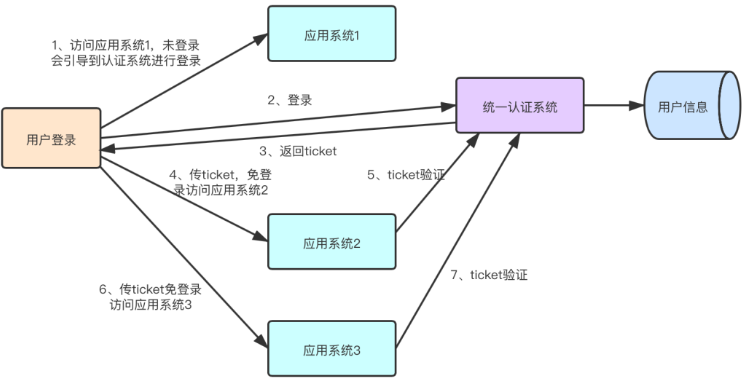 应用系统1
1、访问应用系统1，未登录
会引导到认证系统进行登录
2、登录
统一认证系统
用户信息
用户登录
3、返回ticket
4、传ticket，免登
录访问应用系统2
5、ticket验证
应用系统2
6、传ticket免登录
访问应用系统3
7、ticket验证
应用系统3